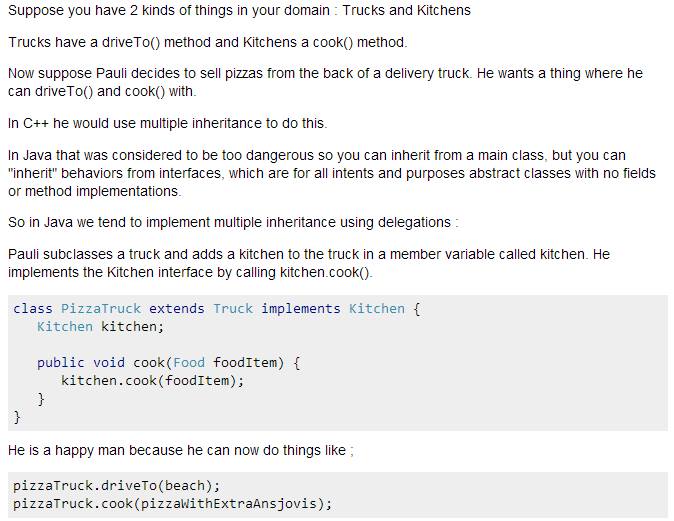 Suppose you have 2 kinds of things in your domain : Trucks and Kitchens
Trucks have a driveTo() method and Kitchens a cook() method.
Now suppose Pauli decides to sell pizzas from the back of a delivery truck. He wants a thing where he
can driveTo() and cook() with.
In C++ he would use multiple inheritance to do this.
In Java that was considered to be too dangerous so you can inherit from a main class, but you can
"inherit" behaviors from interfaces, which are for all intents and purposes abstract classes with no fields
or method implementations.
So in Java we tend to implement multiple inheritance using delegations :
Pauli subclasses a truck and adds a kitchen to the truck in a member variable called kitchen. He
implements the Kitchen interface by calling kitchen.cook().
class PizzaTruck extends Truck implements Kitchen {
   Kitchen kitchen;
   public void cook(Food foodItem) {
      kitchen.cook(foodItem);
   }
}
He is a happy man because he can now do things like ;
pizzaTruck.driveTo(beach);
pizzaTruck.cook(pizzaWithExtraAnsjovis);